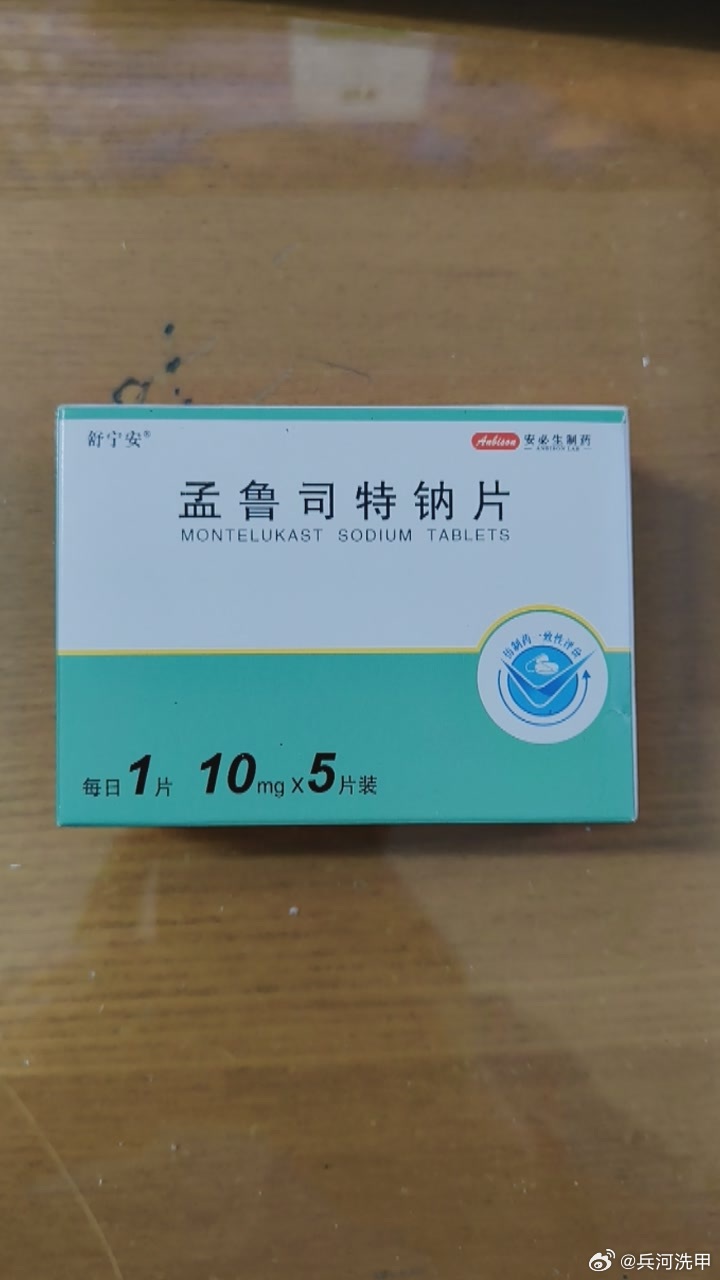 舒宁安®
Anbison 安必生制药
ANBISON LAB
孟鲁司特钠片
MONTELUKAST SODIUM TABLETS
仿制药一致性评价
每日1片 10mg X 5片装
@兵河洗甲